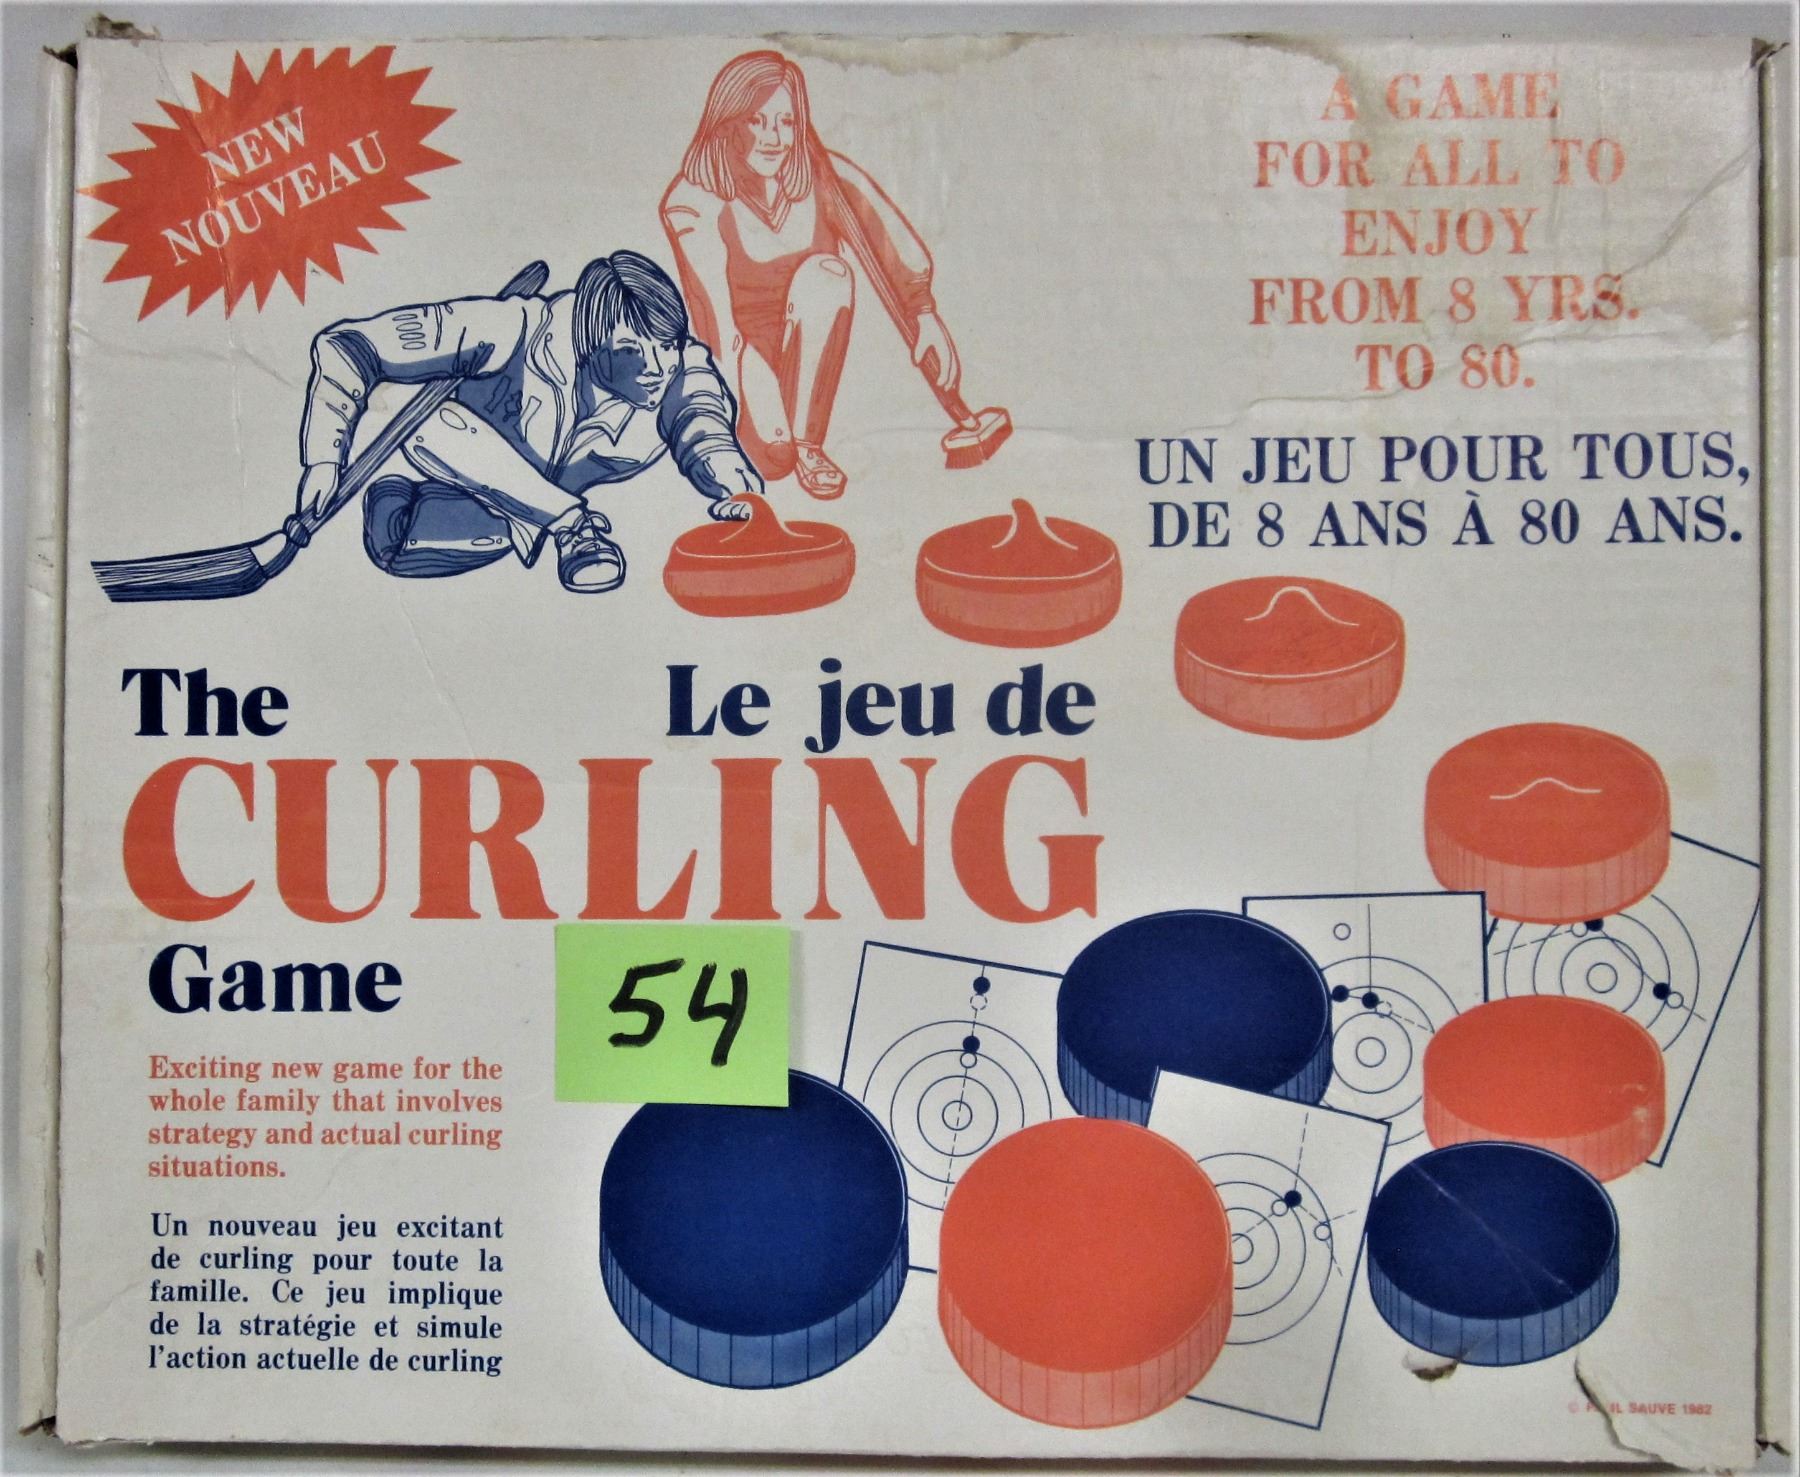 NEW
NOUVEAU
A GAME
FOR ALL TO
ENJOY
FROM 8 YRS.
TO 80.
UN JEU POUR TOUS,
DE 8 ANS À 80 ANS.
The
Le jeu de
CURLING
Game
54
Exciting new game for the
whole family that involves
strategy and actual curling
situations.
Un nouveau jeu excitant
de curling pour toute la
famille. Ce jeu implique
de la stratégie et simule
l'action actuelle de curling
© SAUVE 1982